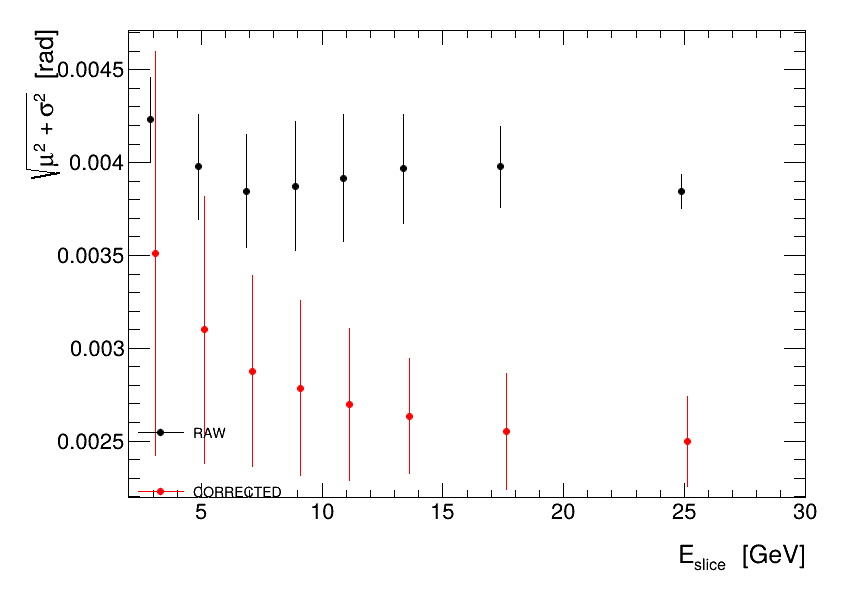 √μ² + σ² [rad]
0.0045
0.004
0.0035
0.003
0.0025
RAW
CORRECTED
5 10 15 20 25 30
E_slice [GeV]